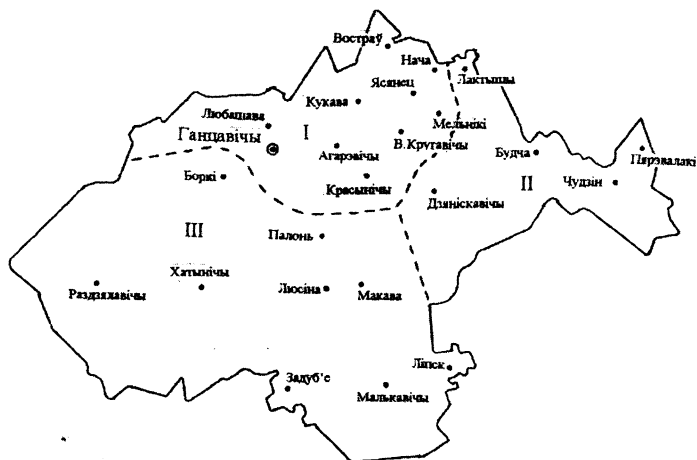 Востраў
Нача
Лактышы
Ясанец
Кукава
Любашава
Мельнікі
I
Ганцавічы
Агарэвічы
В. Кругавічы
Будча
Пярэвалакі
Боркі
Красынічы
II
Чудзін
Дзяніскавічы
III
Палонь
Хатынічы
Раздзялавічы
Люсіна
Макава
Ліпск
Задуб'е
Малькавічы